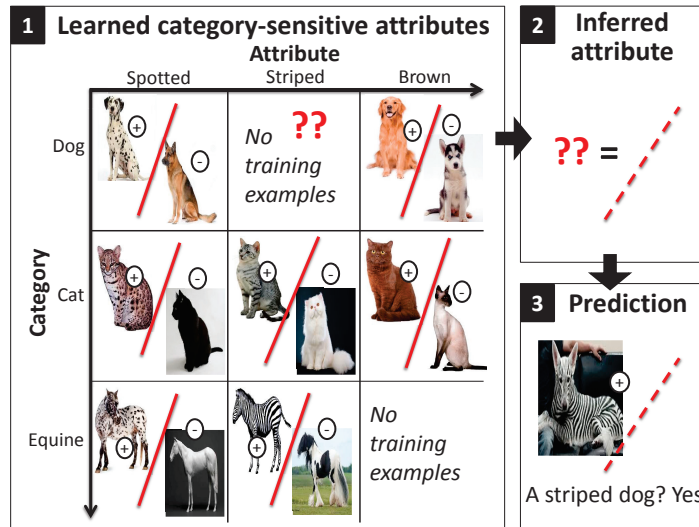 1 Learned category-sensitive attributes
Attribute
Spotted Striped Brown
Category
Dog
+
-
No ??
training
examples
+
-
Cat
+
-
+
-
+
-
Equine
+
-
+
-
No
training
examples
2 Inferred
attribute
?? =
3 Prediction
+
A striped dog? Yes